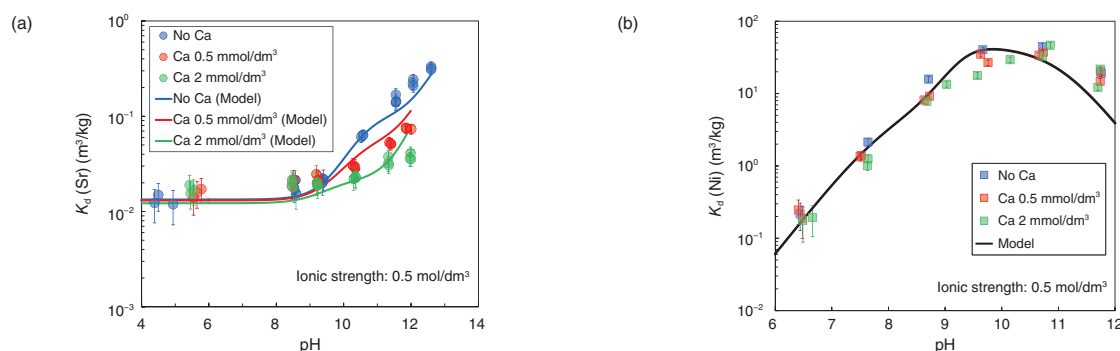 (a)
10⁰
10⁻¹
10⁻²
10⁻³
K_d (Sr) (m³/kg)
No Ca
Ca 0.5 mmol/dm³
Ca 2 mmol/dm³
No Ca (Model)
Ca 0.5 mmol/dm³ (Model)
Ca 2 mmol/dm³ (Model)
Ionic strength: 0.5 mol/dm³
4 6 8 10 12 14
pH
(b)
10²
10¹
10⁰
10⁻¹
10⁻²
K_d (Ni) (m³/kg)
No Ca
Ca 0.5 mmol/dm³
Ca 2 mmol/dm³
Model
Ionic strength: 0.5 mol/dm³
6 7 8 9 10 11 12
pH